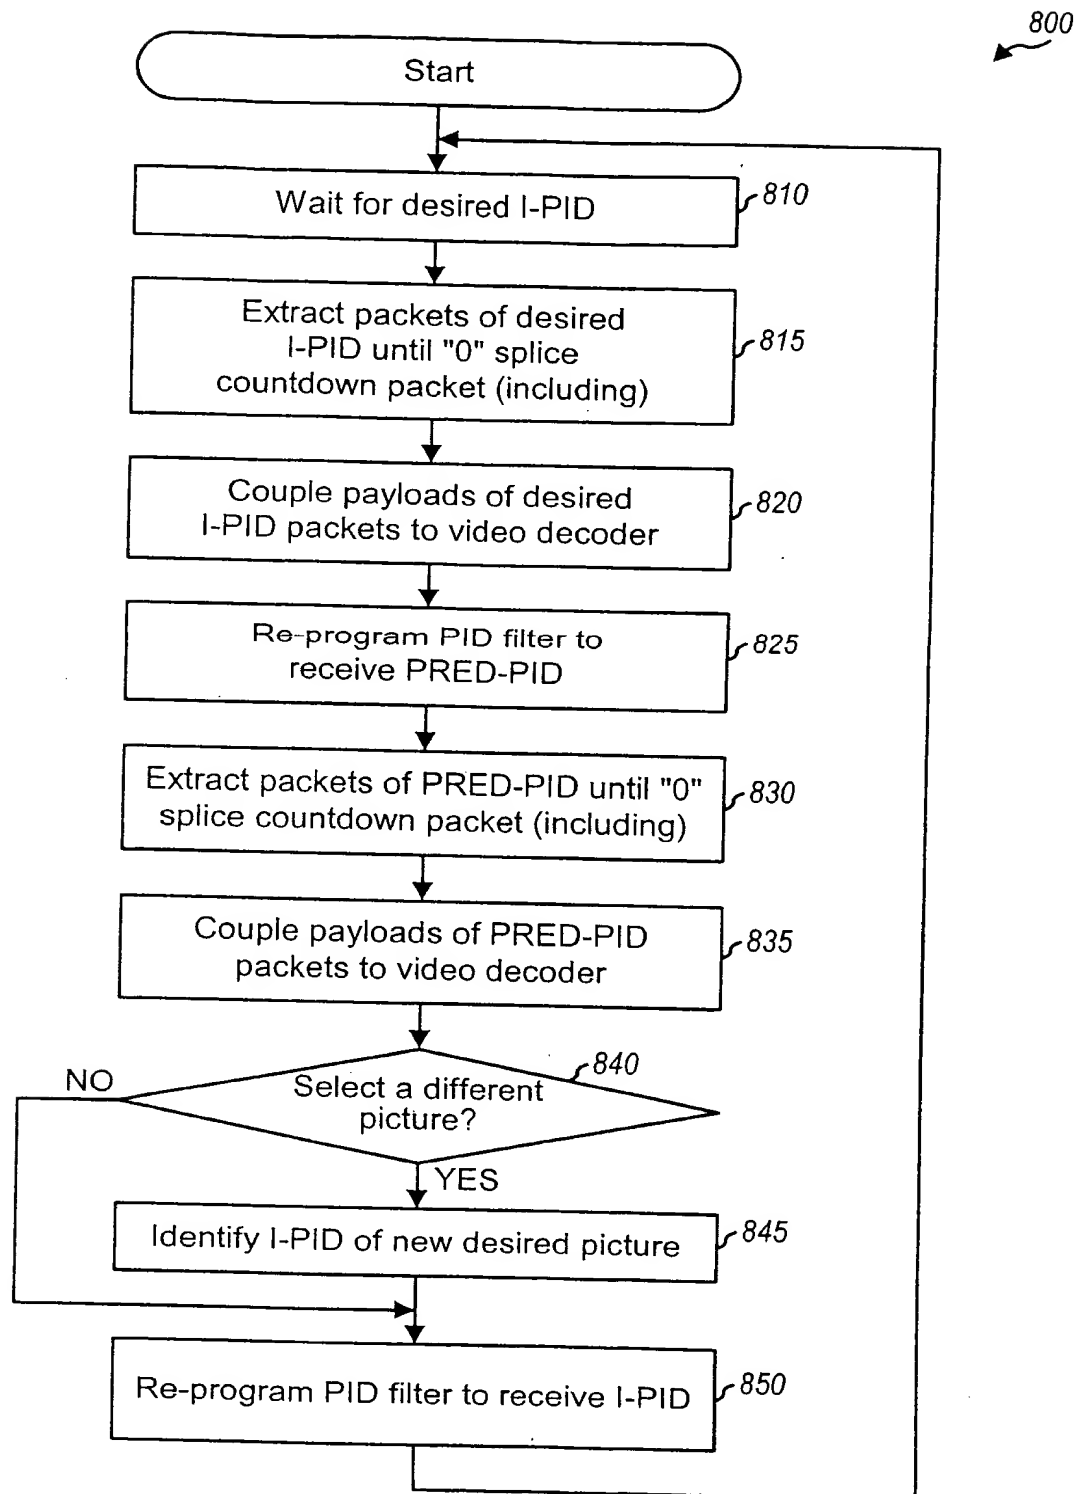 800
Start
Wait for desired I-PID
810
Extract packets of desired
I-PID until "0" splice
countdown packet (including)
815
Couple payloads of desired
I-PID packets to video decoder
820
Re-program PID filter to
receive PRED-PID
825
Extract packets of PRED-PID until "0"
splice countdown packet (including)
830
Couple payloads of PRED-PID
packets to video decoder
835
840
NO
Select a different
picture?
YES
Identify I-PID of new desired picture
845
Re-program PID filter to receive I-PID
850